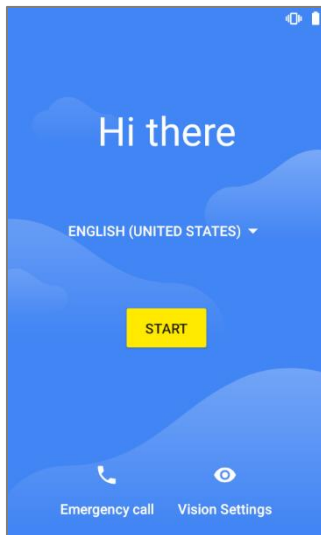 Hi there
ENGLISH (UNITED STATES)
START
Emergency call Vision Settings